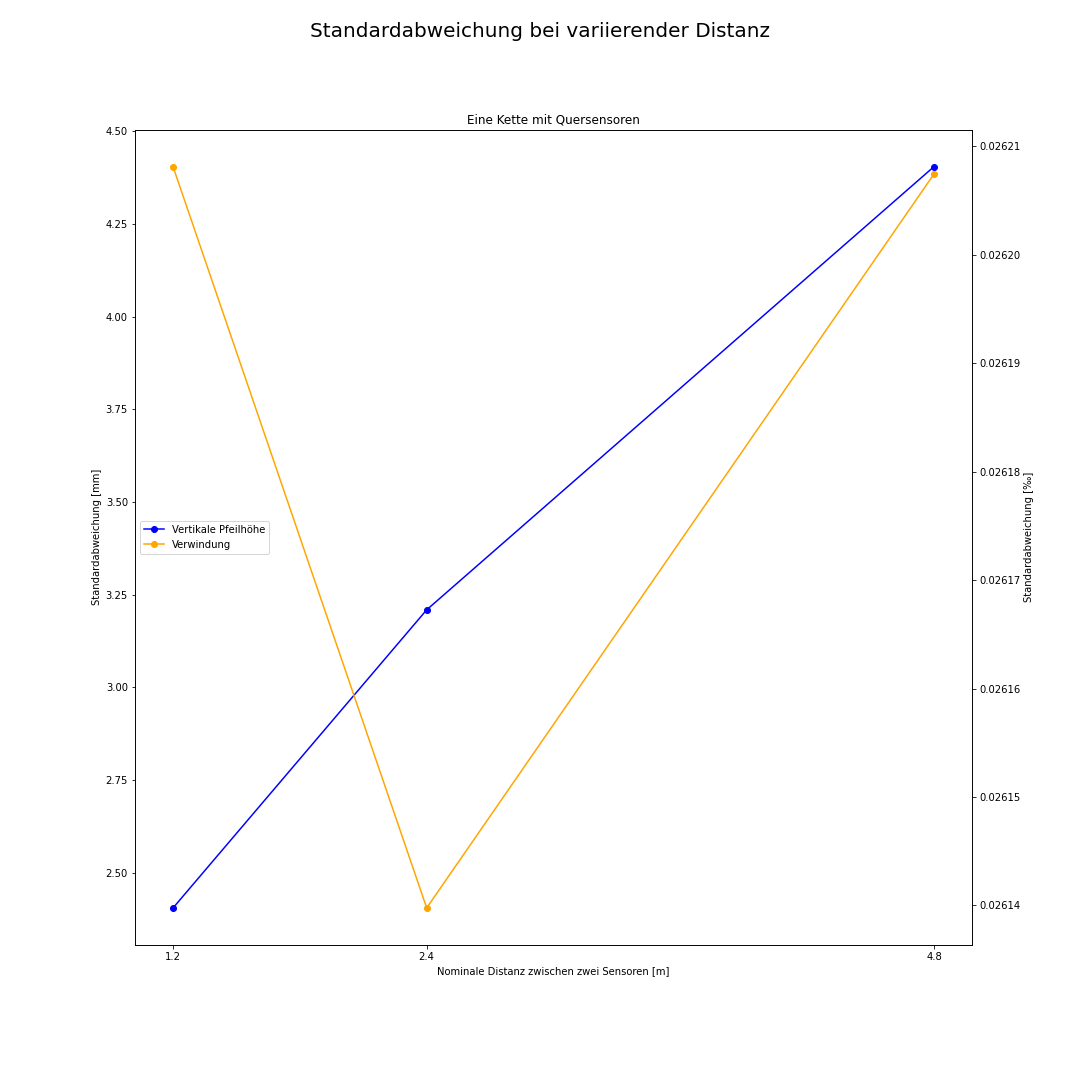 Standardabweichung bei variierender Distanz
Eine Kette mit Quersensoren
4.50
4.25
4.00
3.75
3.50
3.25
3.00
2.75
2.50
Standardabweichung [mm]
Vertikale Pfeilhöhe
Verwindung
0.02621
0.02620
0.02619
0.02618
0.02617
0.02616
0.02615
0.02614
Standardabweichung [‰]
1.2
2.4
4.8
Nominale Distanz zwischen zwei Sensoren [m]